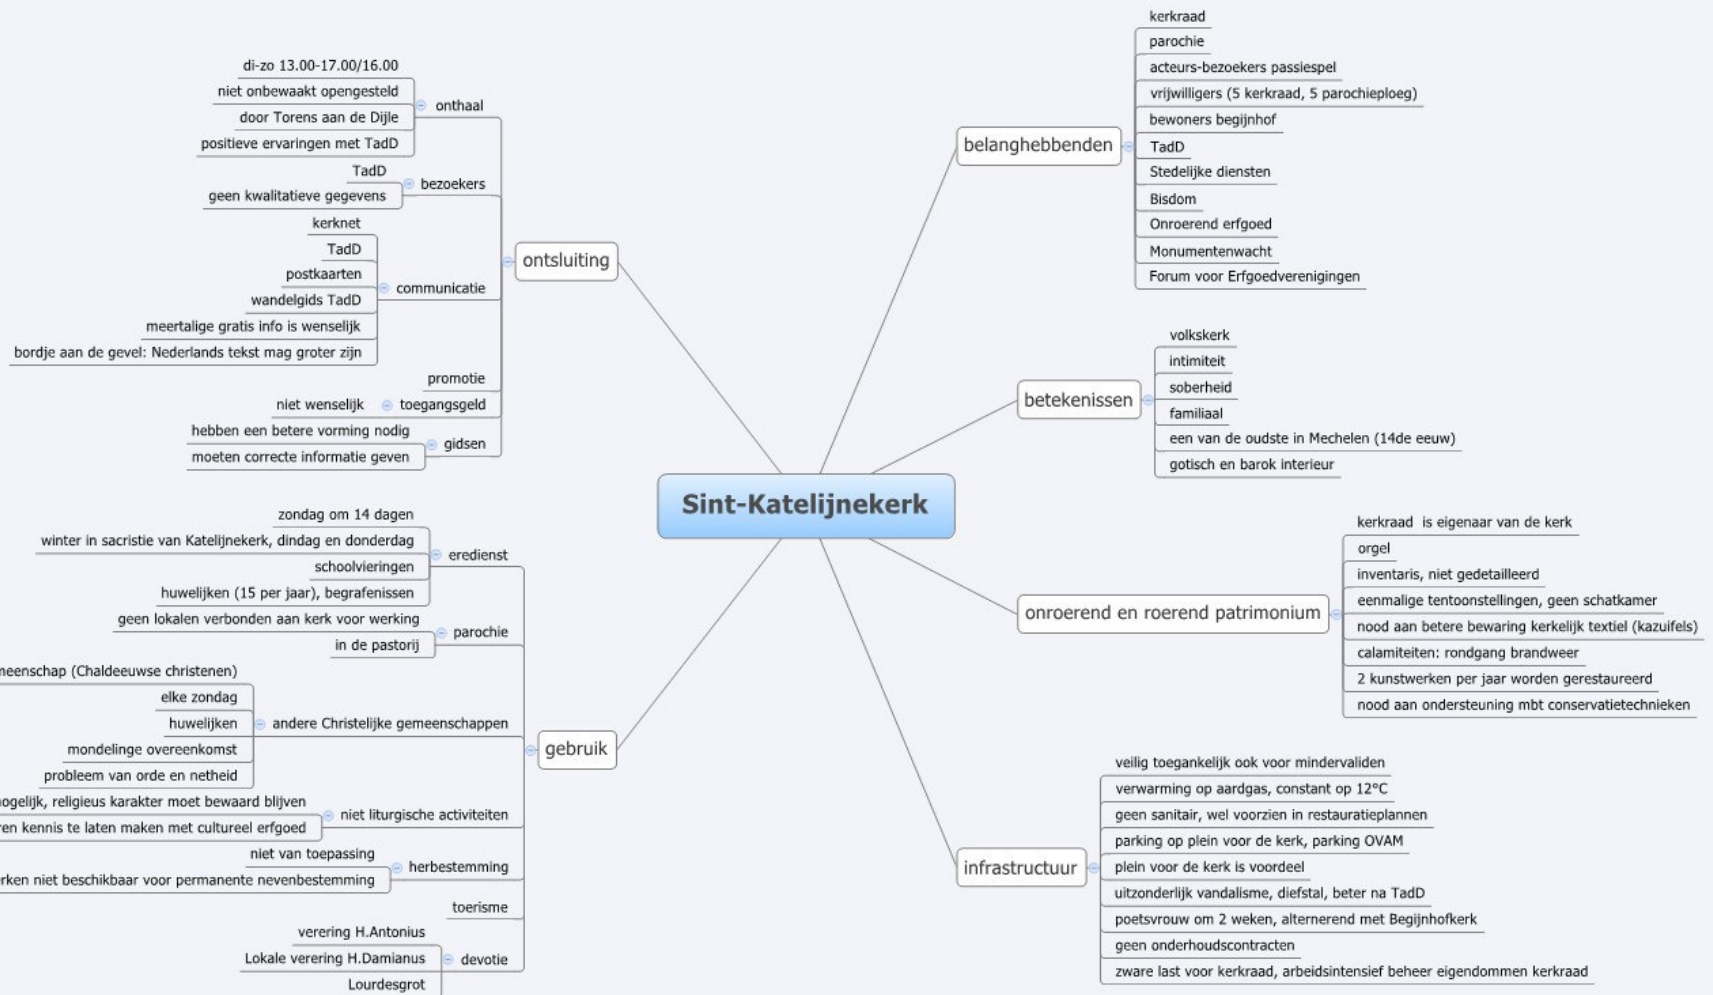 Sint-Katelijnekerk
ontsluiting
onthaal
di-zo 13.00-17.00/16.00
niet onbewaakt opengesteld
door Torens aan de Dijle
positieve ervaringen met TadD
bezoekers
TadD
geen kwalitatieve gegevens
communicatie
kerknet
TadD
postkaarten
wandelgids TadD
meertalige gratis info is wenselijk
bordje aan de gevel: Nederlands tekst mag groter zijn
promotie
toegangsgeld
niet wenselijk
gidsen
hebben een betere vorming nodig
moeten correcte informatie geven
gebruik
eredienst
zondag om 14 dagen
winter in sacristie van Katelijnekerk, dindag en donderdag
schoolvieringen
huwelijken (15 per jaar), begrafenissen
parochie
geen lokalen verbonden aan kerk voor werking
in de pastorij
andere Christelijke gemeenschappen
(Chaldeeuwse christenen)
elke zondag
huwelijken
mondelinge overeenkomst
probleem van orde en netheid
niet liturgische activiteiten
religieus karakter moet bewaard blijven
kennis te laten maken met cultureel erfgoed
herbestemming
niet van toepassing
niet beschikbaar voor permanente nevenbestemming
toerisme
devotie
verering H.Antonius
Lokale verering H.Damianus
Lourdesgrot
belanghebbenden
kerkraad
parochie
acteurs-bezoekers passiespel
vrijwilligers (5 kerkraad, 5 parochieploeg)
bewoners begijnhof
TadD
Stedelijke diensten
Bisdom
Onroerend erfgoed
Monumentenwacht
Forum voor Erfgoedverenigingen
betekenissen
volkskerk
intimiteit
soberheid
familiaal
een van de oudste in Mechelen (14de eeuw)
gotisch en barok interieur
onroerend en roerend patrimonium
kerkraad is eigenaar van de kerk
orgel
inventaris, niet gedetailleerd
eenmalige tentoonstellingen, geen schatkamer
nood aan betere bewaring kerkelijk textiel (kazuifels)
calamiteiten: rondgang brandweer
2 kunstwerken per jaar worden gerestaureerd
nood aan ondersteuning mbt conservatietechnieken
infrastructuur
veilig toegankelijk ook voor mindervaliden
verwarming op aardgas, constant op 12°C
geen sanitair, wel voorzien in restauratieplannen
parking op plein voor de kerk, parking OVAM
plein voor de kerk is voordeel
uitzonderlijk vandalisme, diefstal, beter na TadD
poetsvrouw om 2 weken, alternerend met Begijnhofkerk
geen onderhoudscontracten
zware last voor kerkraad, arbeidsintensief beheer eigendommen kerkraad